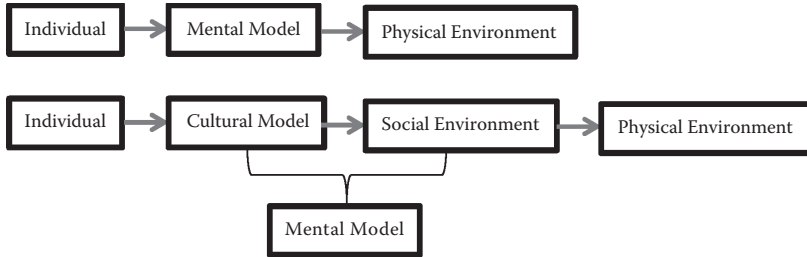 Individual Mental Model Physical Environment
Individual Cultural Model Social Environment Physical Environment
Mental Model